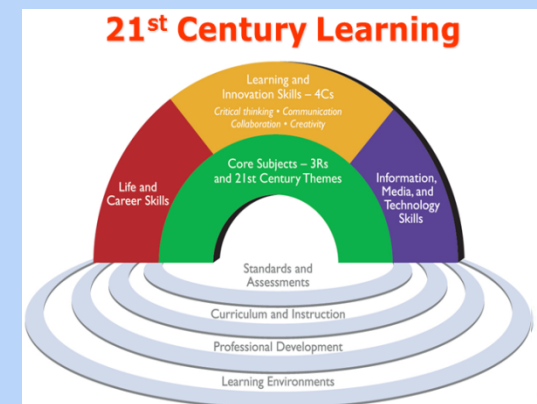 21st Century Learning
Learning and
Innovation Skills – 4Cs
Critical thinking • Communication
Collaboration • Creativity
Core Subjects – 3Rs
and 21st Century Themes
Life and
Career Skills
Information,
Media, and
Technology
Skills
Standards and
Assessments
Curriculum and Instruction
Professional Development
Learning Environments